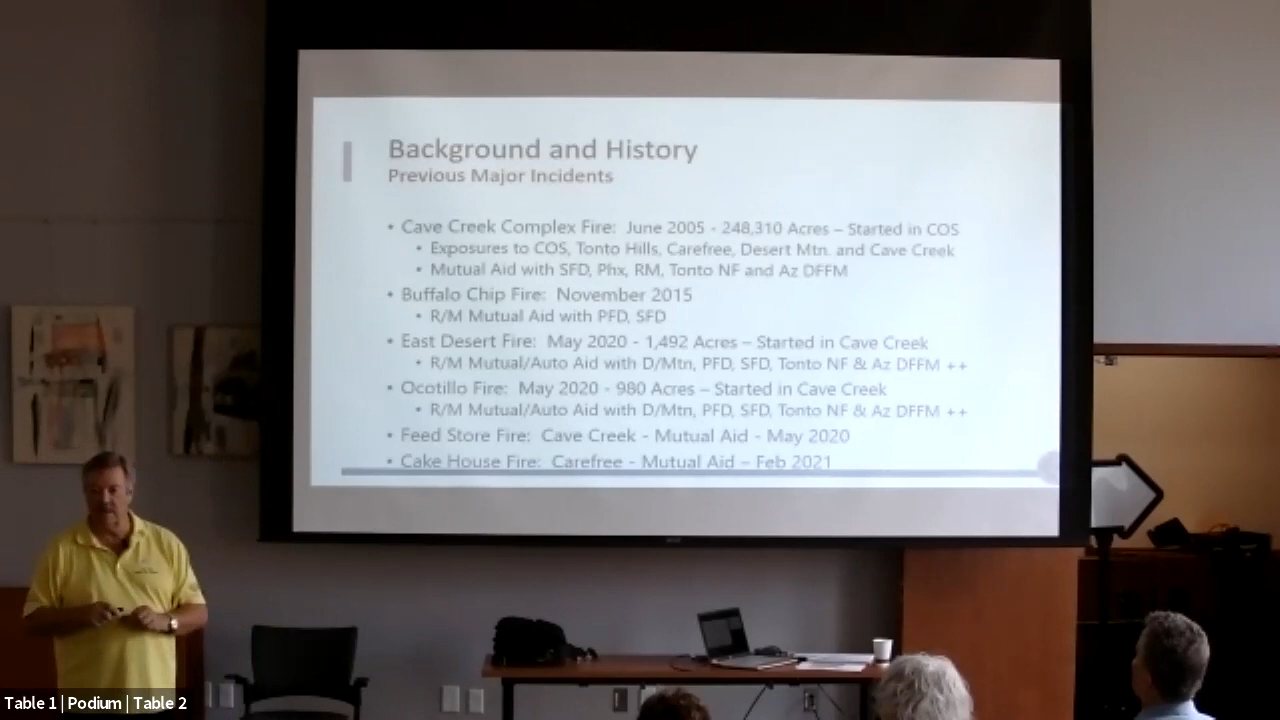 Background and History
Previous Major Incidents
• Cave Creek Complex Fire: June 2005 - 248,310 Acres – Started in COS
• Exposures to COS, Tonto Hills, Carefree, Desert Mtn. and Cave Creek
• Mutual Aid with SFD, Phx, RM, Tonto NF and Az DFFM
• Buffalo Chip Fire: November 2015
• R/M Mutual Aid with PFD, SFD
• East Desert Fire: May 2020 - 1,492 Acres – Started in Cave Creek
• R/M Mutual/Auto Aid with D/Mtn, PFD, SFD, Tonto NF & Az DFFM ++
• Ocotillo Fire: May 2020 - 980 Acres – Started in Cave Creek
• R/M Mutual/Auto Aid with D/Mtn, PFD, SFD, Tonto NF & Az DFFM ++
• Feed Store Fire: Cave Creek - Mutual Aid - May 2020
• Cake House Fire: Carefree - Mutual Aid – Feb 2021
Table 1 | Podium | Table 2